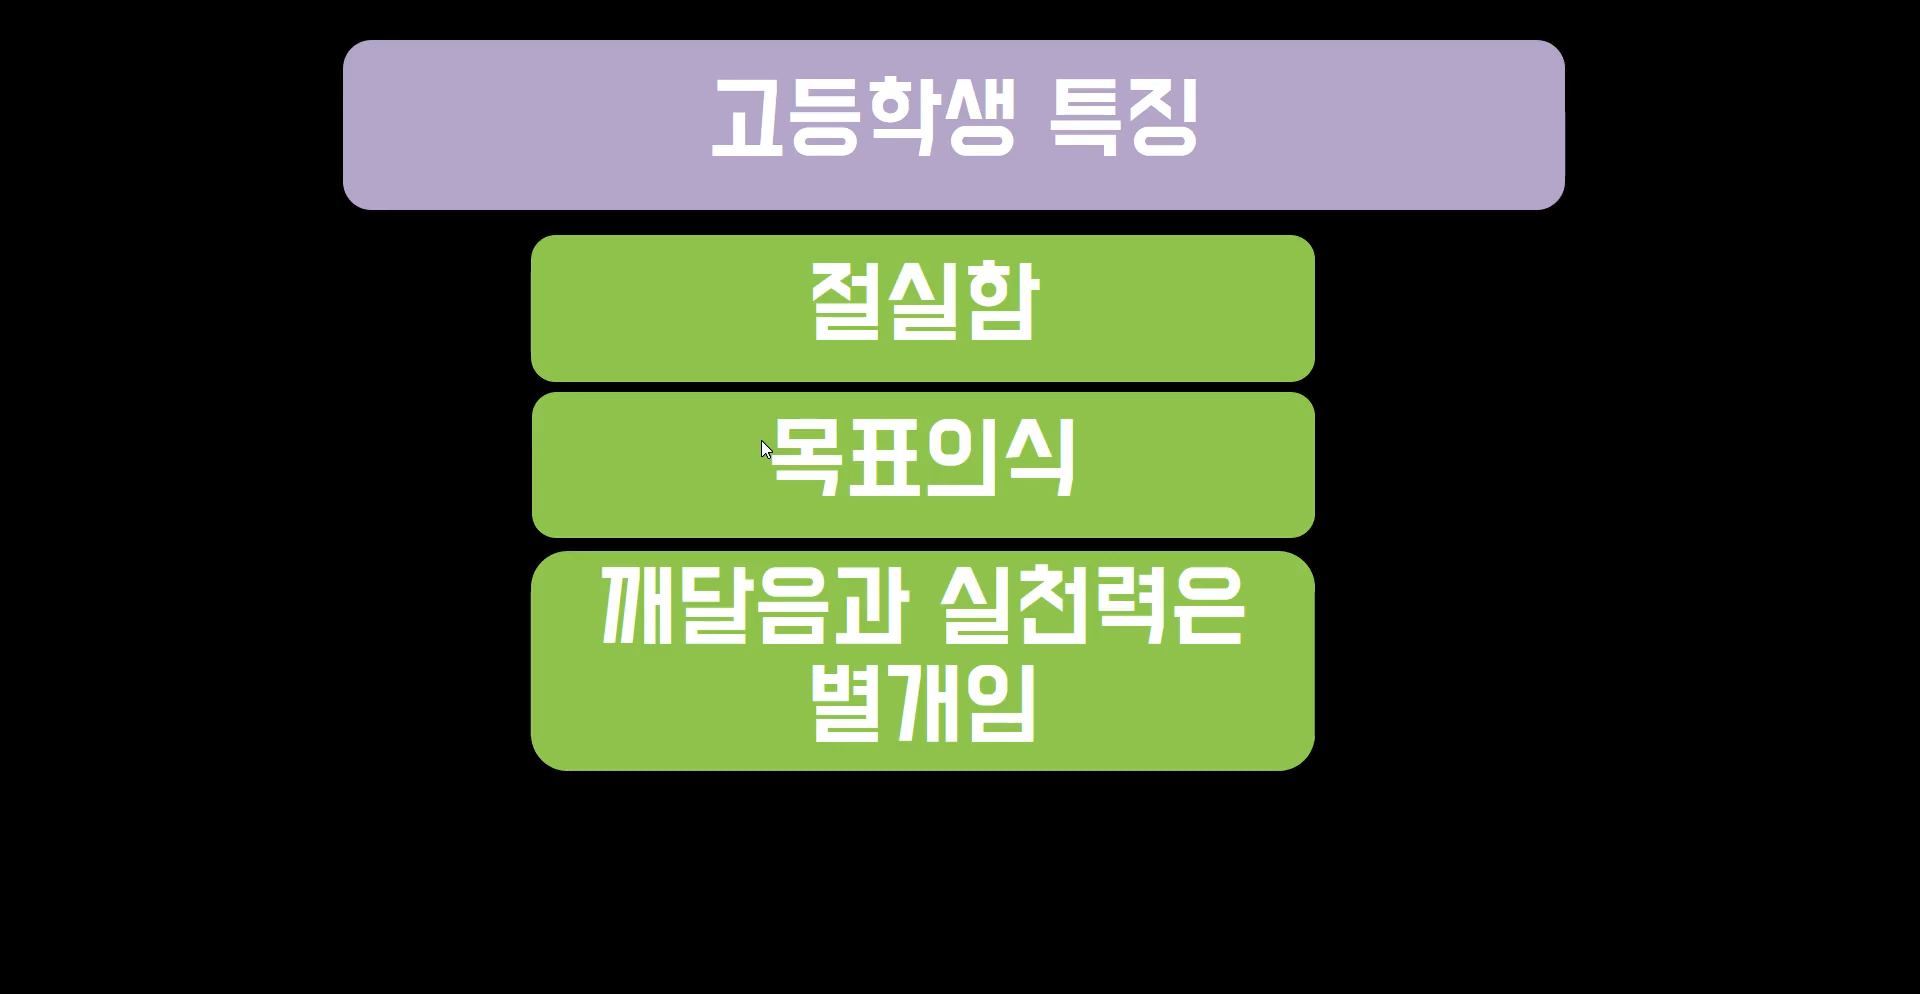 고등학생 특징
절실함
목표의식
깨달음과 실천력은
별개임